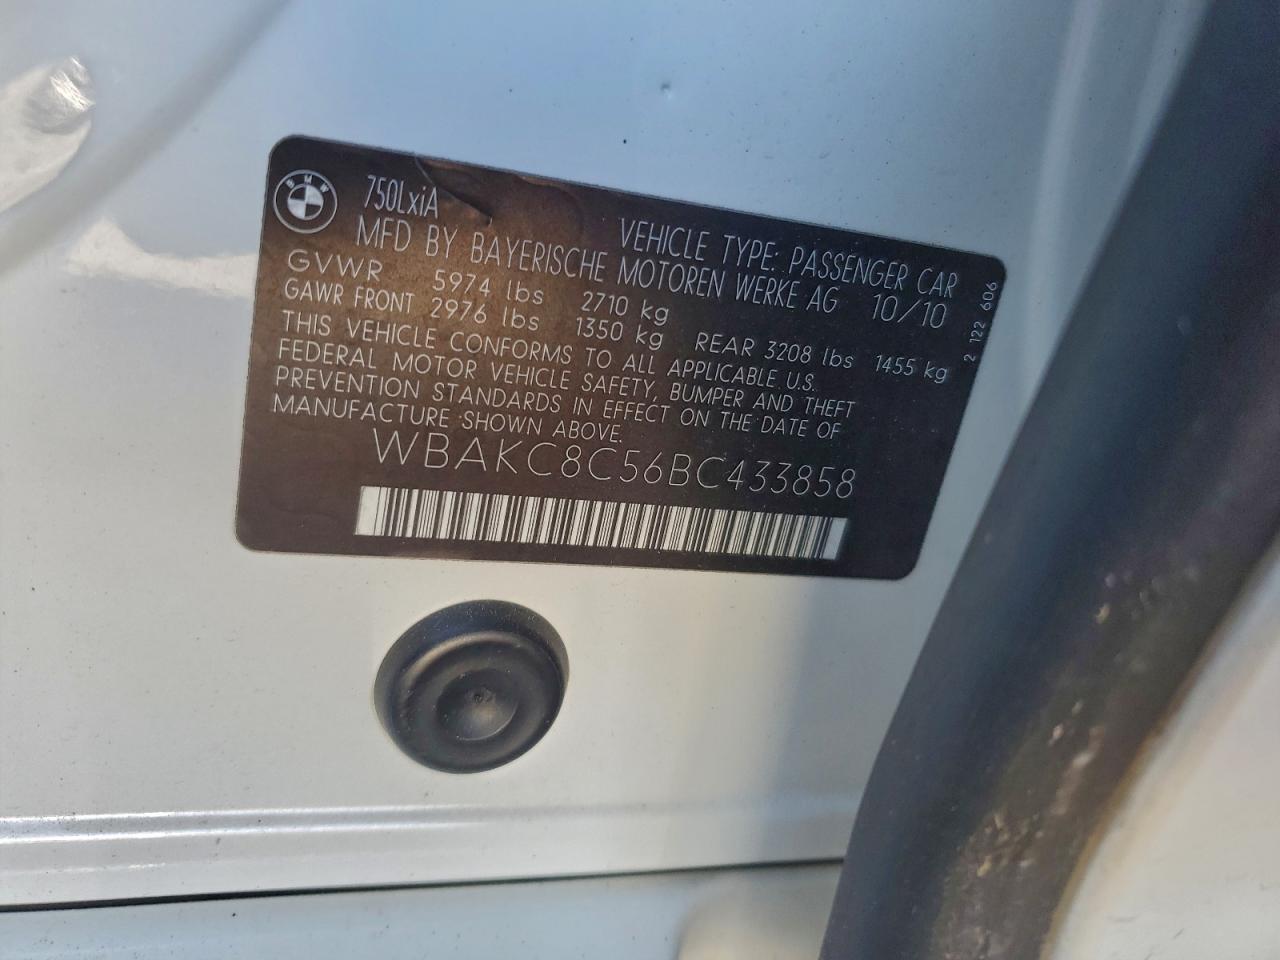 BMW
750LxiA
VEHICLE TYPE: PASSENGER CAR
MFD BY BAYERISCHE MOTOREN WERKE AG 10/10
GVWR 5974 lbs 2710 kg
GAWR FRONT 2976 lbs 1350 kg REAR 3208 lbs 1455 kg
THIS VEHICLE CONFORMS TO ALL APPLICABLE U.S.
FEDERAL MOTOR VEHICLE SAFETY, BUMPER AND THEFT
PREVENTION STANDARDS IN EFFECT ON THE DATE OF
MANUFACTURE SHOWN ABOVE.
WBAKC8C56BC433858
2 122 606